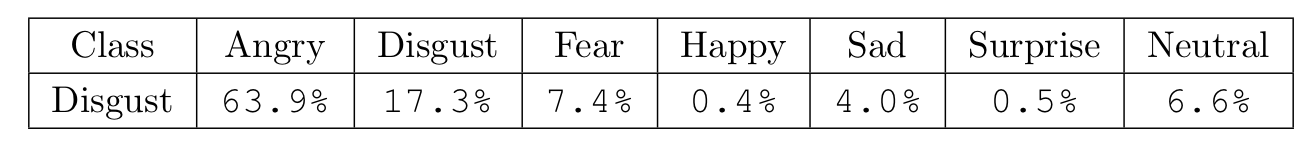 Class Angry Disgust Fear Happy Sad Surprise Neutral
Disgust 63.9% 17.3% 7.4% 0.4% 4.0% 0.5% 6.6%